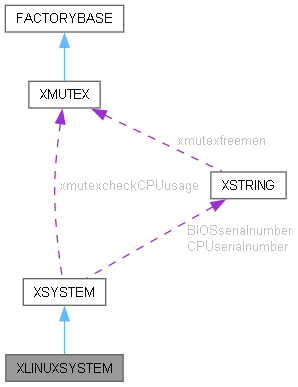 FACTORYBASE
XMUTEX
xmutexfreemen
xmutexcheckCPUusage
XSTRING
BIOSserialnumber
CPUserialnumber
XSYSTEM
XLINUXSYSTEM